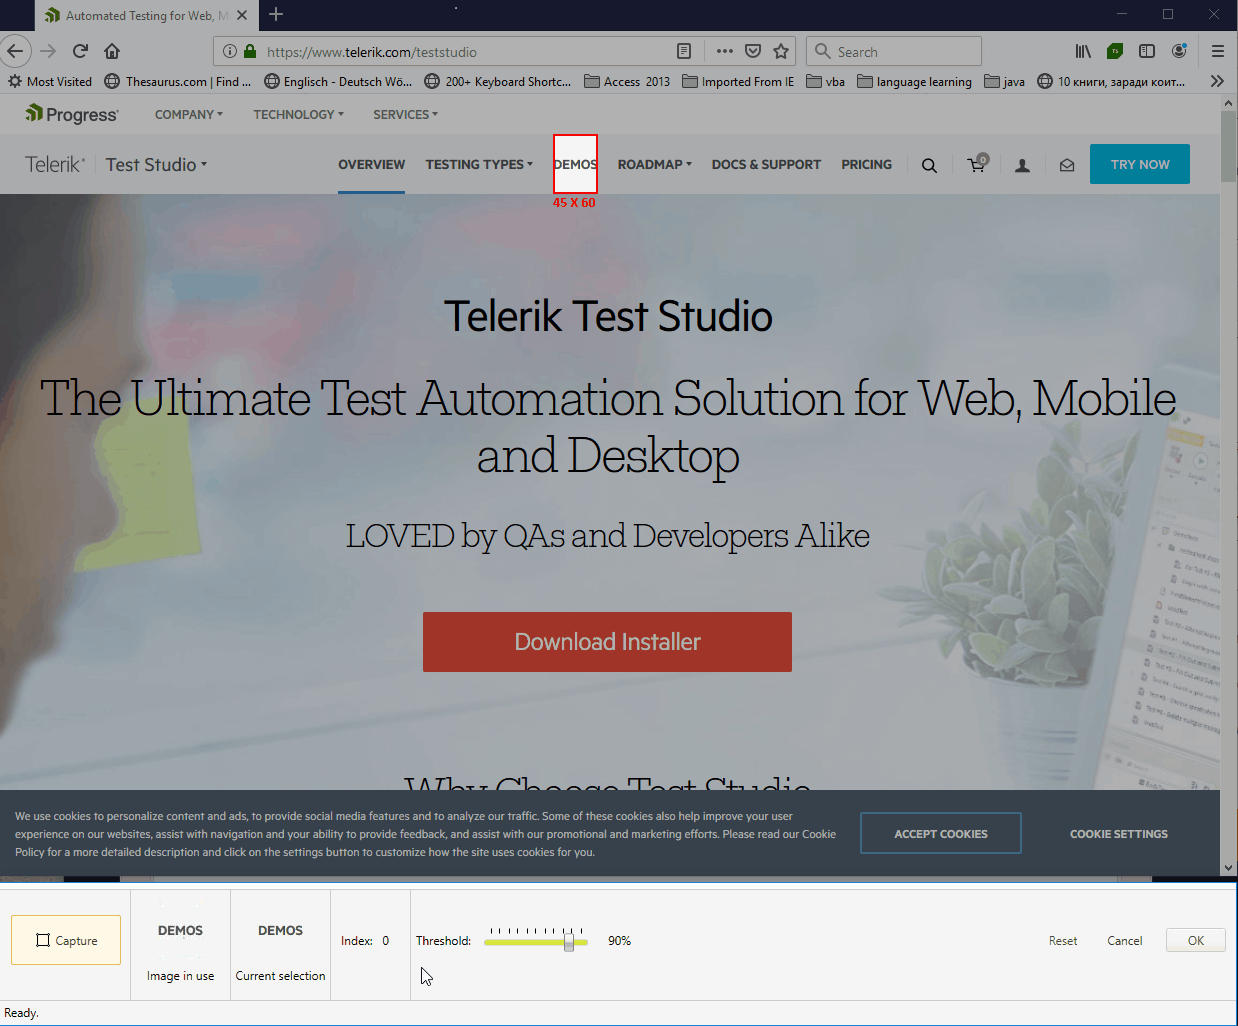 Automated Testing for Web, M
https://www.telerik.com/teststudio
Search
Most Visited
Thesaurus.com | Find ...
Englisch - Deutsch Wö...
200+ Keyboard Shortc...
Access 2013
Imported From IE
vba
language learning
java
10 книги, заради коит...
Progress
COMPANY
TECHNOLOGY
SERVICES
Telerik
Test Studio
OVERVIEW
TESTING TYPES
DEMOS
ROADMAP
DOCS & SUPPORT
PRICING
0
TRY NOW
45 X 60
Telerik Test Studio
The Ultimate Test Automation Solution for Web, Mobile
and Desktop
LOVED by QAs and Developers Alike
Download Installer
Why Choose Test Studio
We use cookies to personalize content and ads, to provide social media features and to analyze our traffic. Some of these cookies also help improve your user
experience on our websites, assist with navigation and your ability to provide feedback, and assist with our promotional and marketing efforts. Please read our Cookie
Policy for a more detailed description and click on the settings button to customize how the site uses cookies for you.
ACCEPT COOKIES
COOKIE SETTINGS
Capture
DEMOS
Image in use
DEMOS
Current selection
Index: 0
Threshold:
90%
Reset
Cancel
OK
Ready.